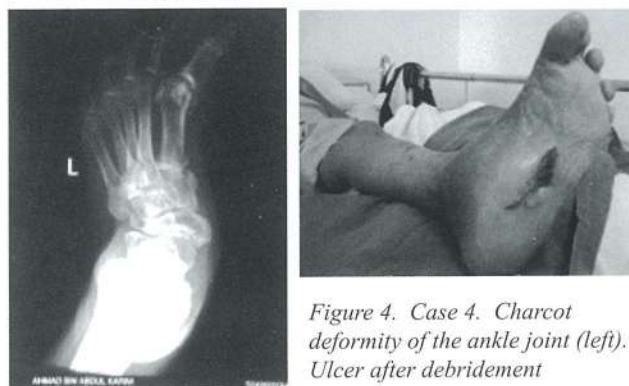 L
AHMAD BIN ABDUL KARIM
Figure 4. Case 4. Charcot
deformity of the ankle joint (left).
Ulcer after debridement